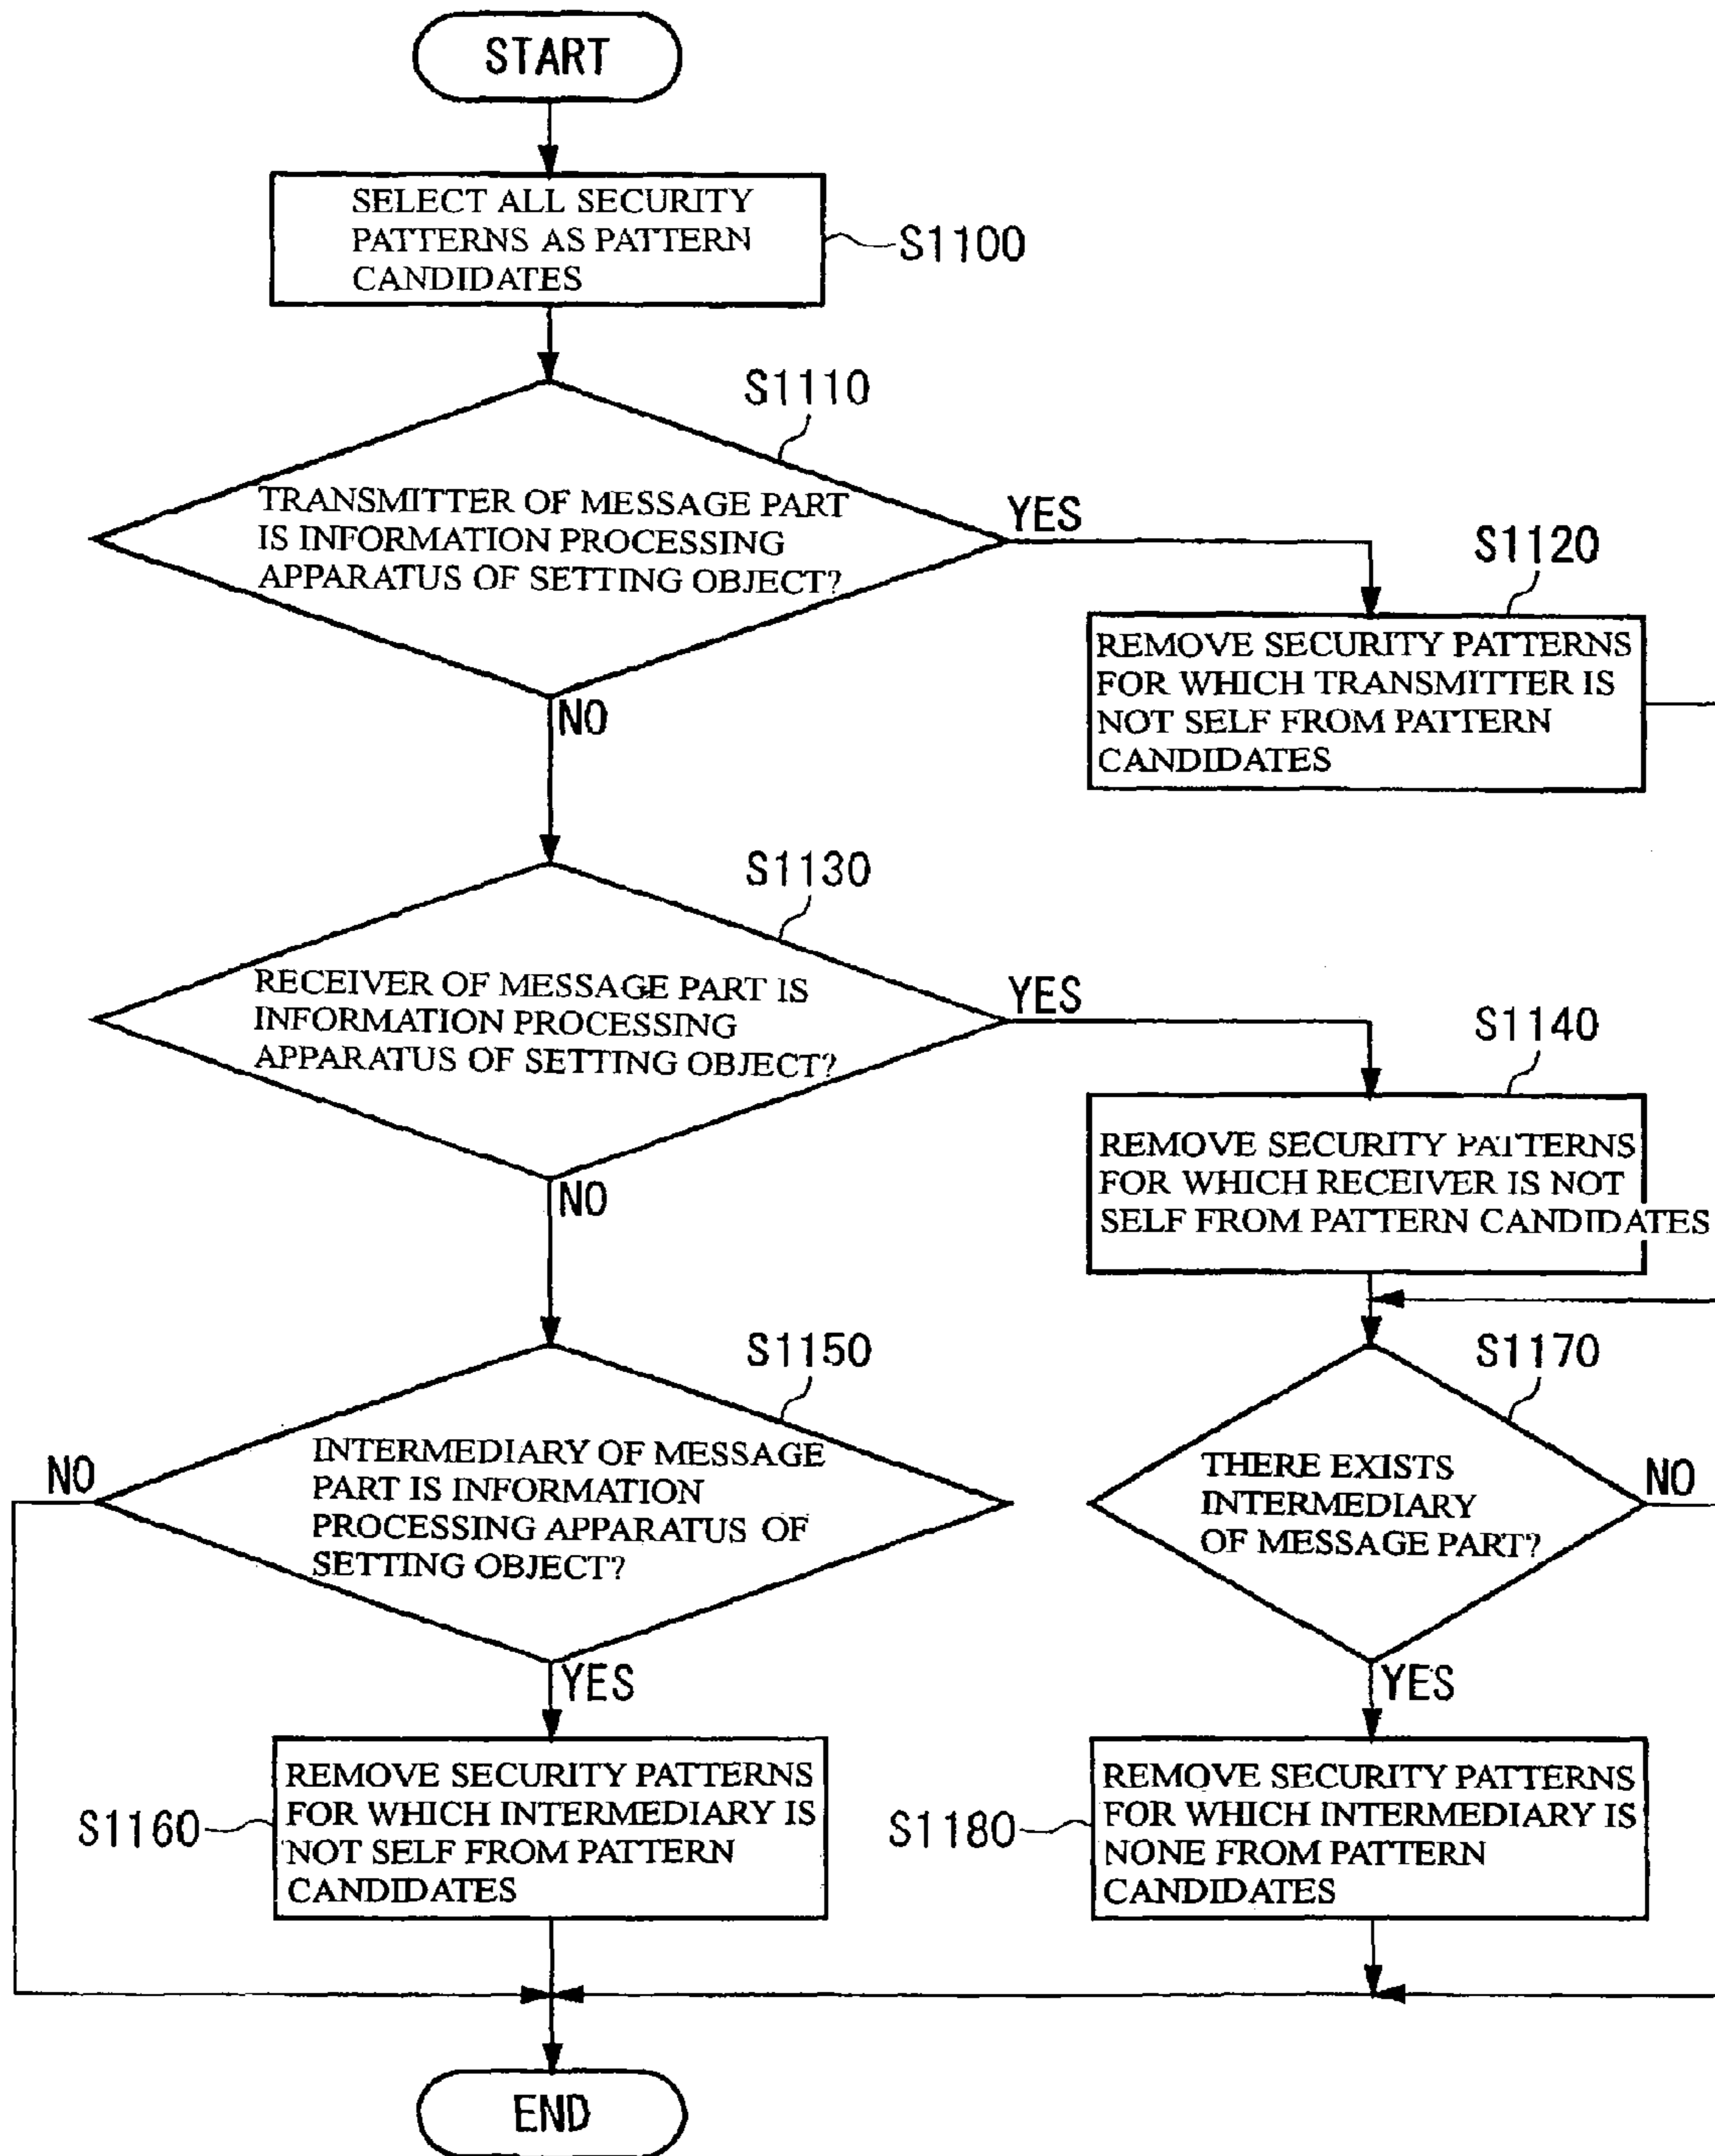 START
SELECT ALL SECURITY
PATTERNS AS PATTERN
CANDIDATES
S1100
S1110
TRANSMITTER OF MESSAGE PART
IS INFORMATION PROCESSING
APPARATUS OF SETTING OBJECT?
YES
NO
S1120
REMOVE SECURITY PATTERNS
FOR WHICH TRANSMITTER IS
NOT SELF FROM PATTERN
CANDIDATES
S1130
RECEIVER OF MESSAGE PART IS
INFORMATION PROCESSING
APPARATUS OF SETTING OBJECT?
YES
NO
S1140
REMOVE SECURITY PATTERNS
FOR WHICH RECEIVER IS NOT
SELF FROM PATTERN CANDIDATES
S1150
INTERMEDIARY OF MESSAGE
PART IS INFORMATION
PROCESSING APPARATUS OF
SETTING OBJECT?
NO
YES
S1170
THERE EXISTS
INTERMEDIARY
OF MESSAGE PART?
NO
YES
S1160
REMOVE SECURITY PATTERNS
FOR WHICH INTERMEDIARY IS
NOT SELF FROM PATTERN
CANDIDATES
S1180
REMOVE SECURITY PATTERNS
FOR WHICH INTERMEDIARY IS
NONE FROM PATTERN
CANDIDATES
END